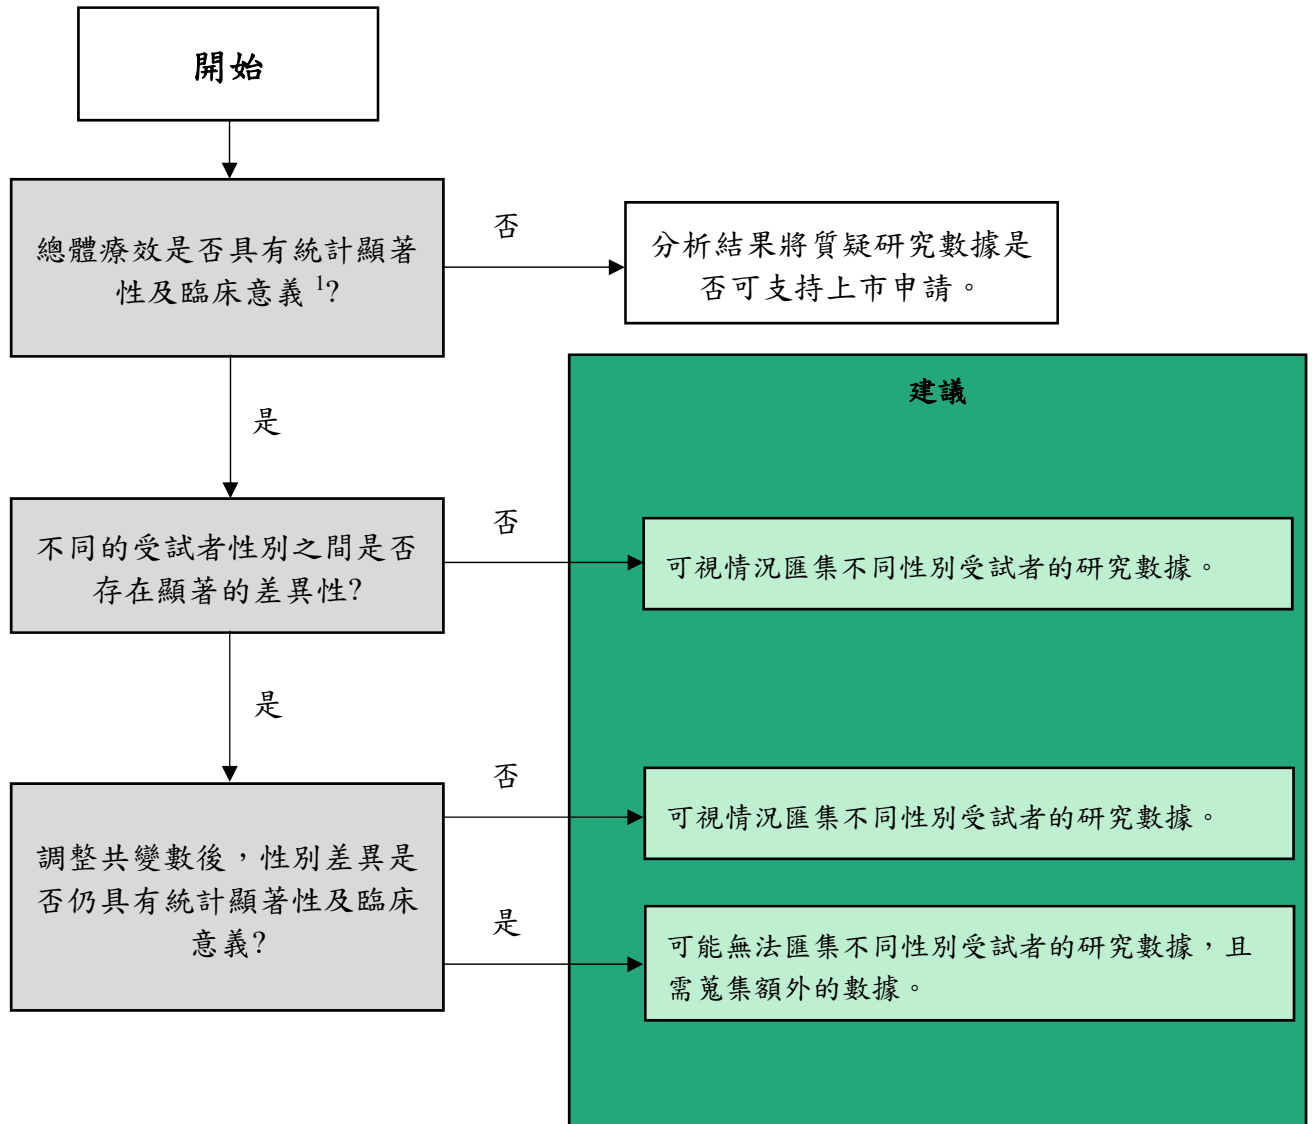 開始
總體療效是否具有統計顯著
性及臨床意義 1?
否
分析結果將質疑研究數據是
否可支持上市申請。
是
建議
不同的受試者性別之間是否
存在顯著的差異性?
否
可視情況匯集不同性別受試者的研究數據。
是
調整共變數後，性別差異是
否仍具有統計顯著性及臨床
意義?
否
可視情況匯集不同性別受試者的研究數據。
是
可能無法匯集不同性別受試者的研究數據，且
需蒐集額外的數據。